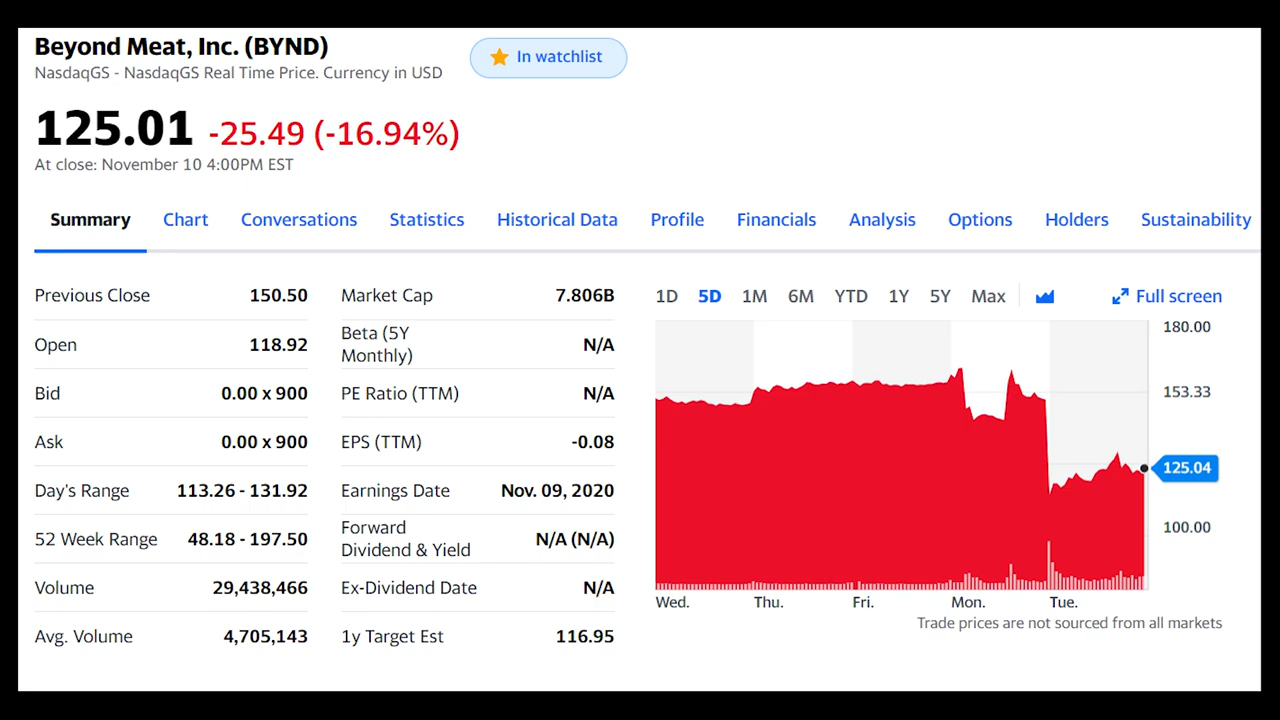 Beyond Meat, Inc. (BYND)
NasdaqGS - NasdaqGS Real Time Price. Currency in USD
In watchlist
125.01 -25.49 (-16.94%)
At close: November 10 4:00PM EST
Summary Chart Conversations Statistics Historical Data Profile Financials Analysis Options Holders Sustainability
Previous Close 150.50
Open 118.92
Bid 0.00 x 900
Ask 0.00 x 900
Day's Range 113.26 - 131.92
52 Week Range 48.18 - 197.50
Volume 29,438,466
Avg. Volume 4,705,143
Market Cap 7.806B
Beta (5Y
Monthly) N/A
PE Ratio (TTM) N/A
EPS (TTM) -0.08
Earnings Date Nov. 09, 2020
Forward
Dividend & Yield N/A (N/A)
Ex-Dividend Date N/A
1y Target Est 116.95
1D 5D 1M 6M YTD 1Y 5Y Max Full screen
180.00
153.33
125.04
100.00
Wed. Thu. Fri. Mon. Tue.
Trade prices are not sourced from all markets